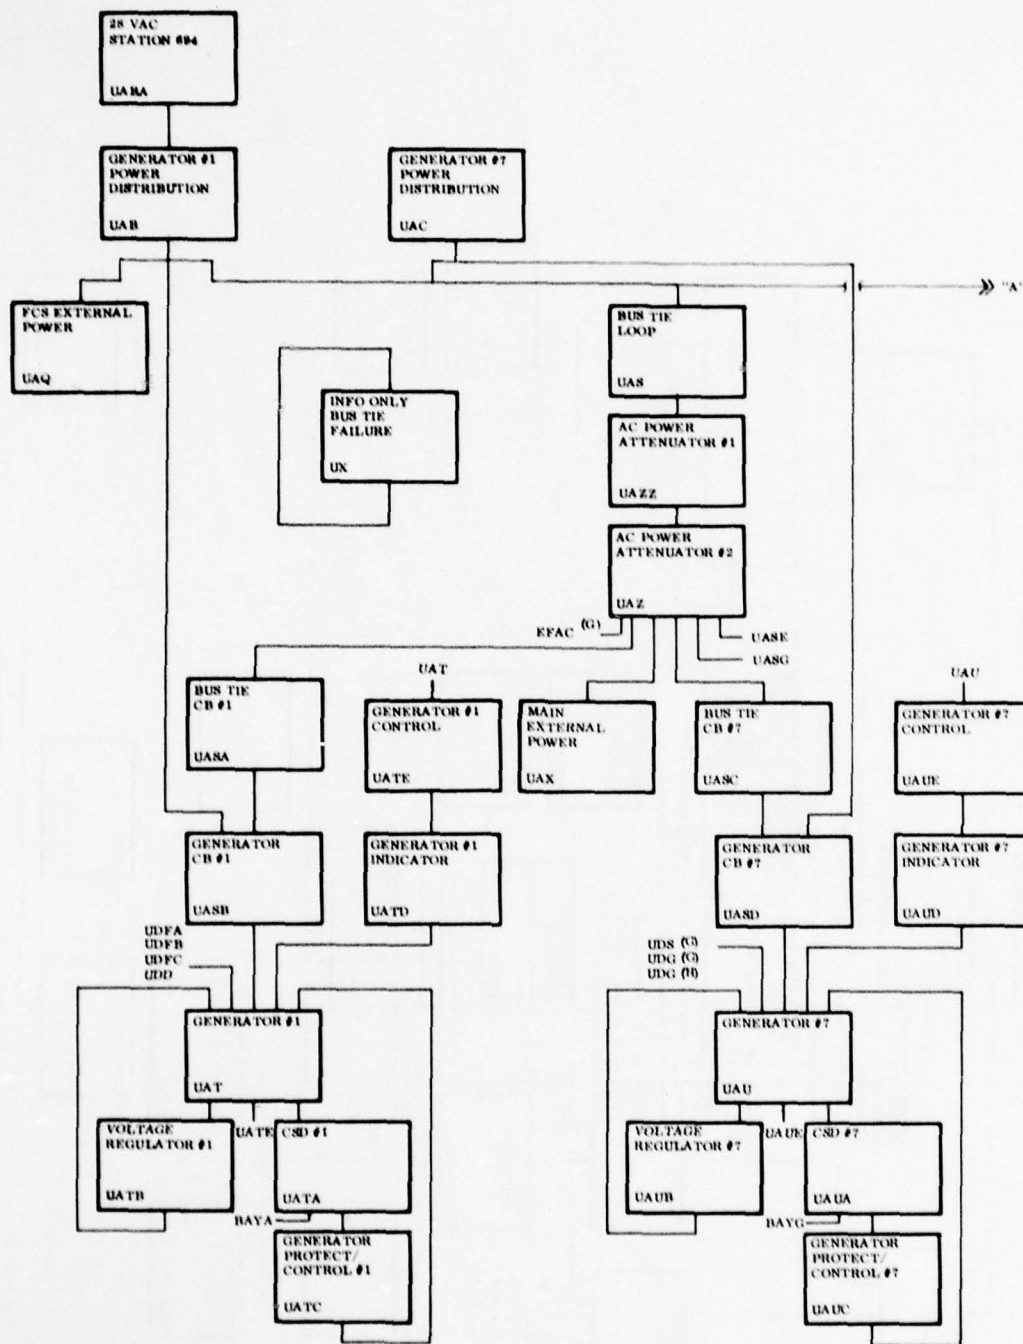 28 VAC
STATION 694
UABA
GENERATOR #1
POWER
DISTRIBUTION
UAB
GENERATOR #7
POWER
DISTRIBUTION
UAC
"A"
FCS EXTERNAL
POWER
UAQ
BUS TIE
LOOP
UAS
INFO ONLY
BUS TIE
FAILURE
UX
AC POWER
ATTENUATOR #1
UAZZ
AC POWER
ATTENUATOR #2
UAZ
EFAC (G)
UASE
UASG
BUS TIE
CB #1
UASA
UAT
GENERATOR #1
CONTROL
UATE
MAIN
EXTERNAL
POWER
UAX
BUS TIE
CB #7
UASC
UAU
GENERATOR #7
CONTROL
UAUE
GENERATOR
CB #1
UASB
GENERATOR #1
INDICATOR
UATD
GENERATOR
CB #7
UASD
GENERATOR #7
INDICATOR
UAUD
UDFA
UDFB
UDFC
UDD
UDS (G)
UDG (G)
UDG (H)
GENERATOR #1
UAT
GENERATOR #7
UAU
VOLTAGE
REGULATOR #1
UATB
UATE
CSD #1
UATA
VOLTAGE
REGULATOR #7
UAUB
UAUE
CSD #7
UAUA
BAYA
BAYG
GENERATOR
PROTECT/
CONTROL #1
UATC
GENERATOR
PROTECT/
CONTROL #7
UAUC